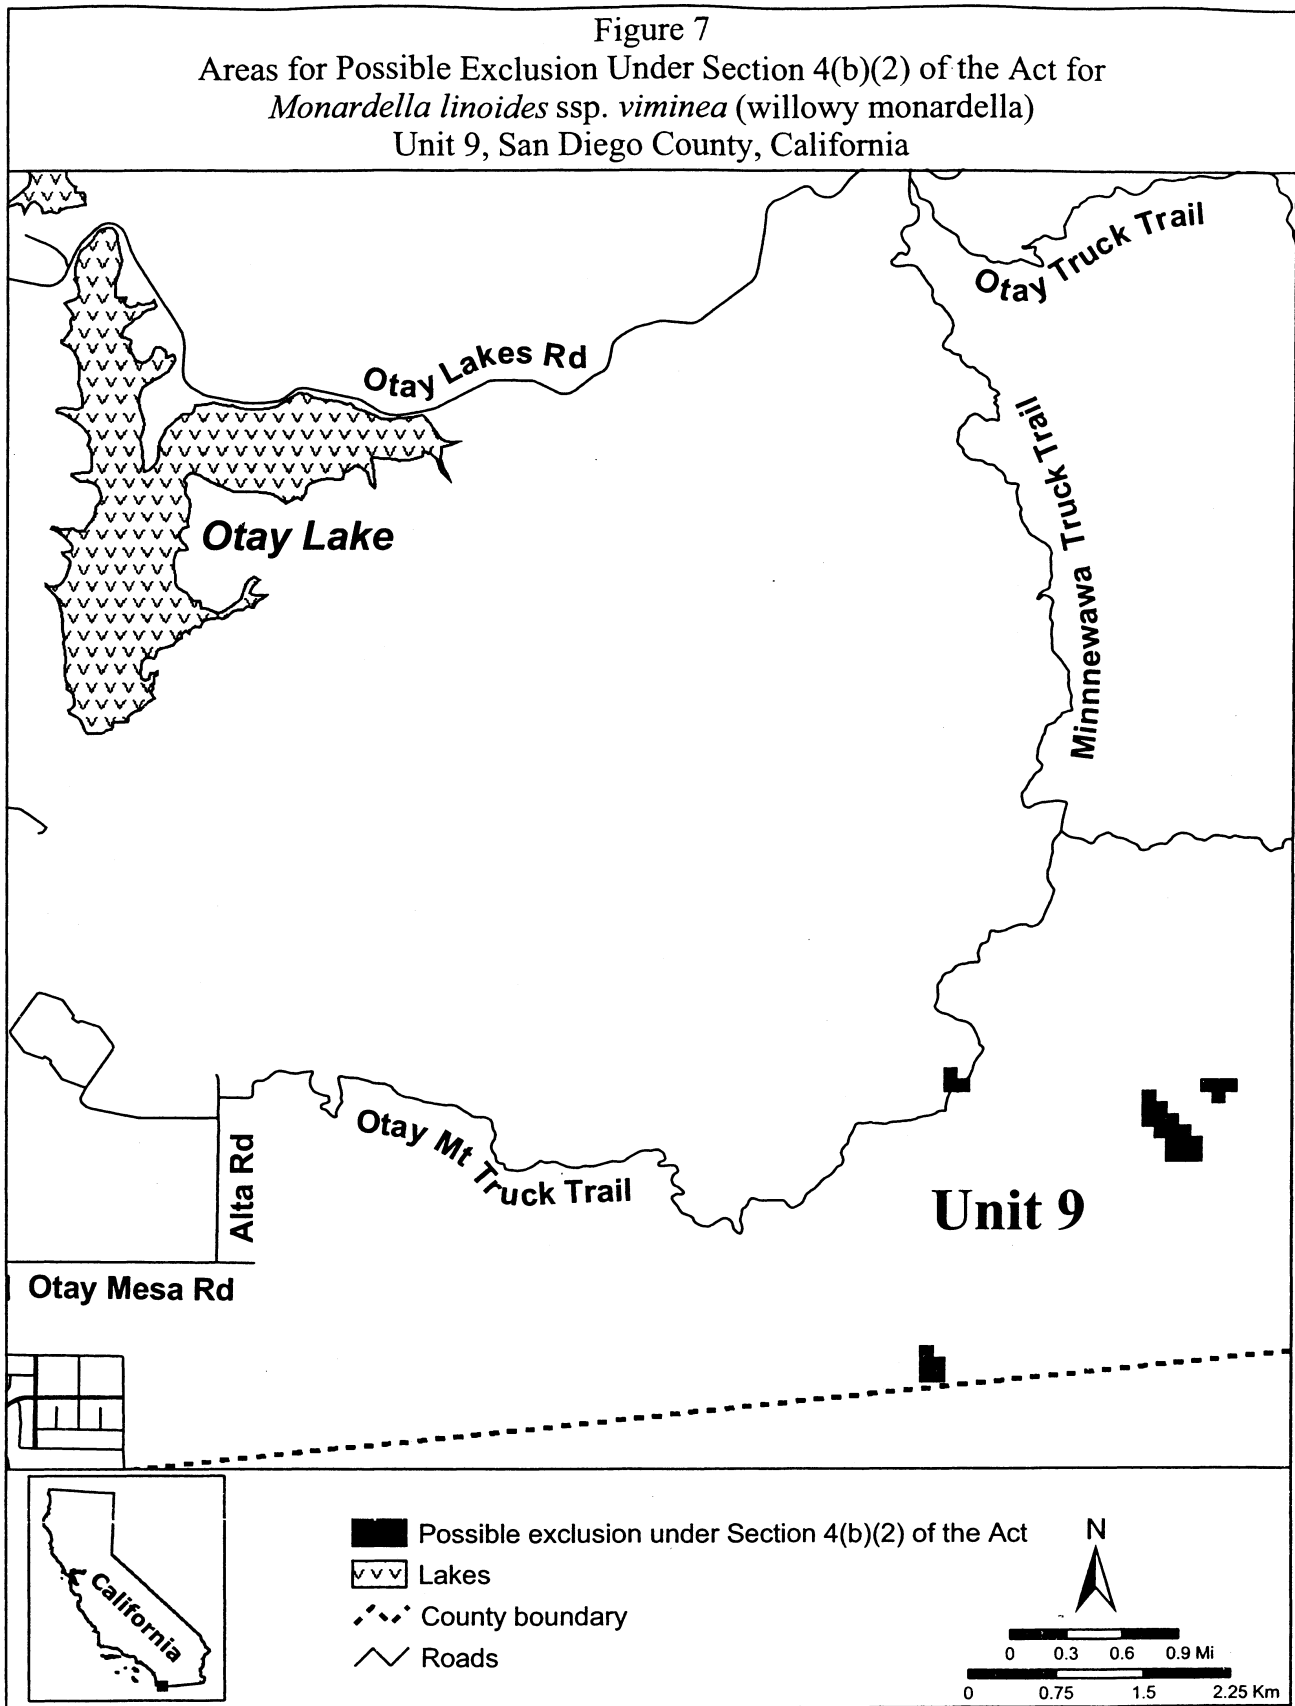 Figure 7
Areas for Possible Exclusion Under Section 4(b)(2) of the Act for
Monardella linoides ssp. viminea (willowy monardella)
Unit 9, San Diego County, California
Otay Truck Trail
Otay Lakes Rd
Minnnewawa Truck Trail
Otay Lake
Otay Mt Truck Trail
Alta Rd
Unit 9
Otay Mesa Rd
California
Possible exclusion under Section 4(b)(2) of the Act
Lakes
County boundary
Roads
N
0 0.3 0.6 0.9 Mi
0 0.75 1.5 2.25 Km